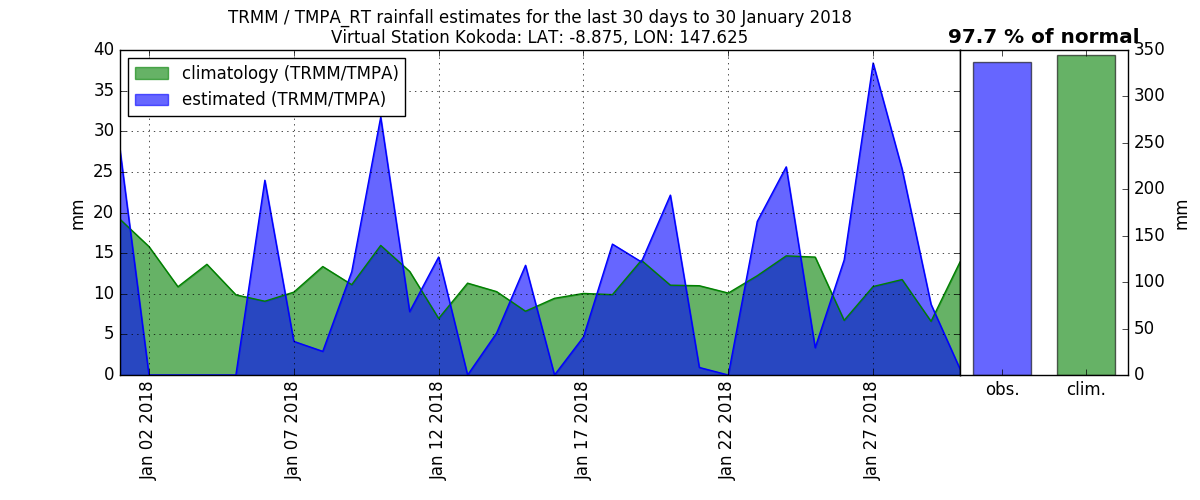 TRMM / TMPA_RT rainfall estimates for the last 30 days to 30 January 2018
Virtual Station Kokoda: LAT: -8.875, LON: 147.625
97.7 % of normal
climatology (TRMM/TMPA)
estimated (TRMM/TMPA)
mm
40
35
30
25
20
15
10
5
0
Jan 02 2018
Jan 07 2018
Jan 12 2018
Jan 17 2018
Jan 22 2018
Jan 27 2018
obs.
clim.
350
300
250
200
150
100
50
0
mm